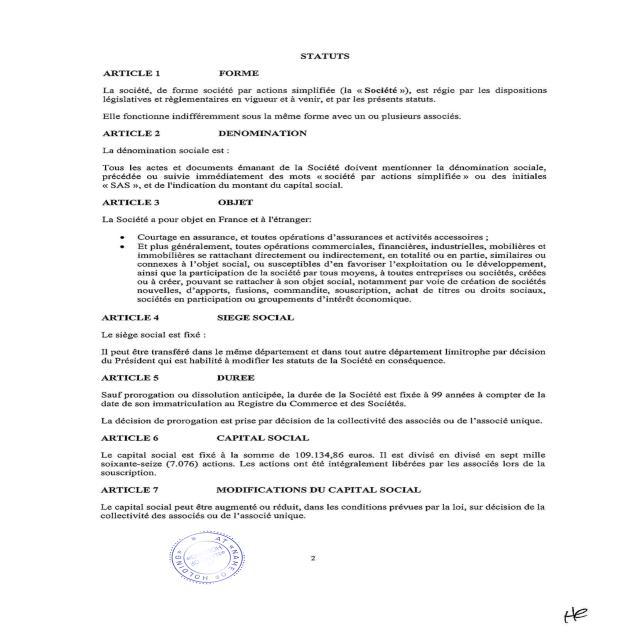 STATUTS
ARTICLE 1 FORME
La société, de forme société par actions simplifiée (la « Société »), est régie par les dispositions
législatives et règlementaires en vigueur et à venir, et par les présents statuts.
Elle fonctionne indifféremment sous la même forme avec un ou plusieurs associés.
ARTICLE 2 DENOMINATION
La dénomination sociale est :
Tous les actes et documents émanant de la Société doivent mentionner la dénomination sociale,
précédée ou suivie immédiatement des mots « société par actions simplifiée » ou des initiales
« SAS », et de l'indication du montant du capital social.
ARTICLE 3 OBJET
La Société a pour objet en France et à l'étranger:
• Courtage en assurance, et toutes opérations d'assurances et activités accessoires ;
• Et plus généralement, toutes opérations commerciales, financières, industrielles, mobilières et
immobilières se rattachant directement ou indirectement, en totalité ou en partie, similaires ou
connexes à l'objet social, ou susceptibles d'en favoriser l'exploitation ou le développement,
ainsi que la participation de la société par tous moyens, à toutes entreprises ou sociétés, créées
ou à créer, pouvant se rattacher à son objet social, notamment par voie de création de sociétés
nouvelles, d'apports, fusions, commandite, souscription, achat de titres ou droits sociaux,
sociétés en participation ou groupements d'intérêt économique.
ARTICLE 4 SIEGE SOCIAL
Le siège social est fixé :
Il peut être transféré dans le même département et dans tout autre département limitrophe par décision
du Président qui est habilité à modifier les statuts de la Société en conséquence.
ARTICLE 5 DUREE
Sauf prorogation ou dissolution anticipée, la durée de la Société est fixée à 99 années à compter de la
date de son immatriculation au Registre du Commerce et des Sociétés.
La décision de prorogation est prise par décision de la collectivité des associés ou de l'associé unique.
ARTICLE 6 CAPITAL SOCIAL
Le capital social est fixé à la somme de 109.134,86 euros. Il est divisé en divisé en sept mille
soixante-seize (7.076) actions. Les actions ont été intégralement libérées par les associés lors de la
souscription.
ARTICLE 7 MODIFICATIONS DU CAPITAL SOCIAL
Le capital social peut être augmenté ou réduit, dans les conditions prévues par la loi, sur décision de la
collectivité des associés ou de l'associé unique.
AT «NAME OF HOLDING»
2